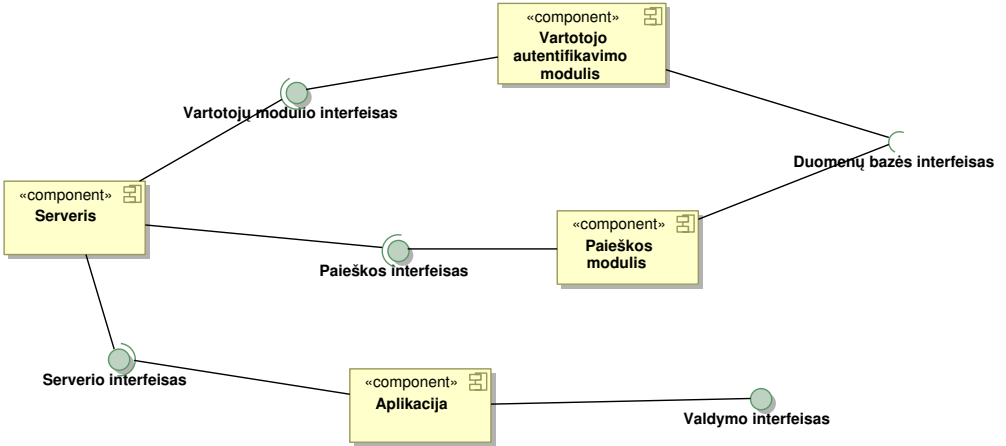 «component»
Vartotojo
autentifikavimo
modulis
Vartotojų modulio interfeisas
Duomenų bazės interfeisas
«component»
Serveris
«component»
Paieškos
modulis
Paieškos interfeisas
Serverio interfeisas
«component»
Aplikacija
Valdymo interfeisas